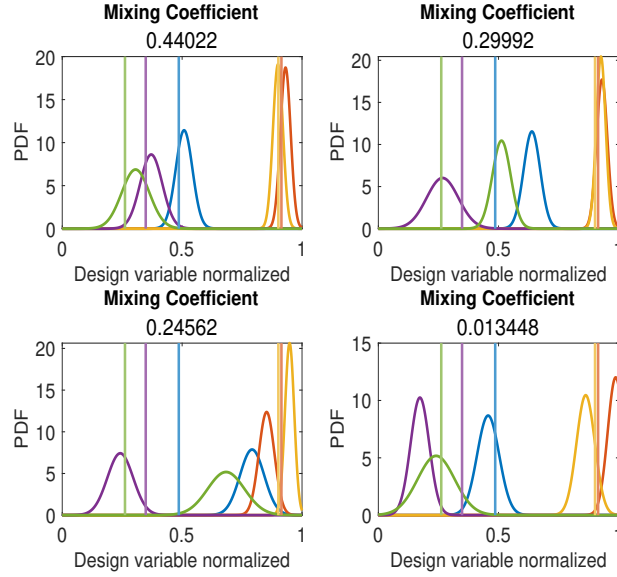 Mixing Coefficient
0.44022
20
15
10
5
0
PDF
0
0.5
1
Design variable normalized
Mixing Coefficient
0.29992
20
15
10
5
0
PDF
0
0.5
1
Design variable normalized
Mixing Coefficient
0.24562
20
15
10
5
0
PDF
0
0.5
1
Design variable normalized
Mixing Coefficient
0.013448
15
10
5
0
PDF
0
0.5
1
Design variable normalized